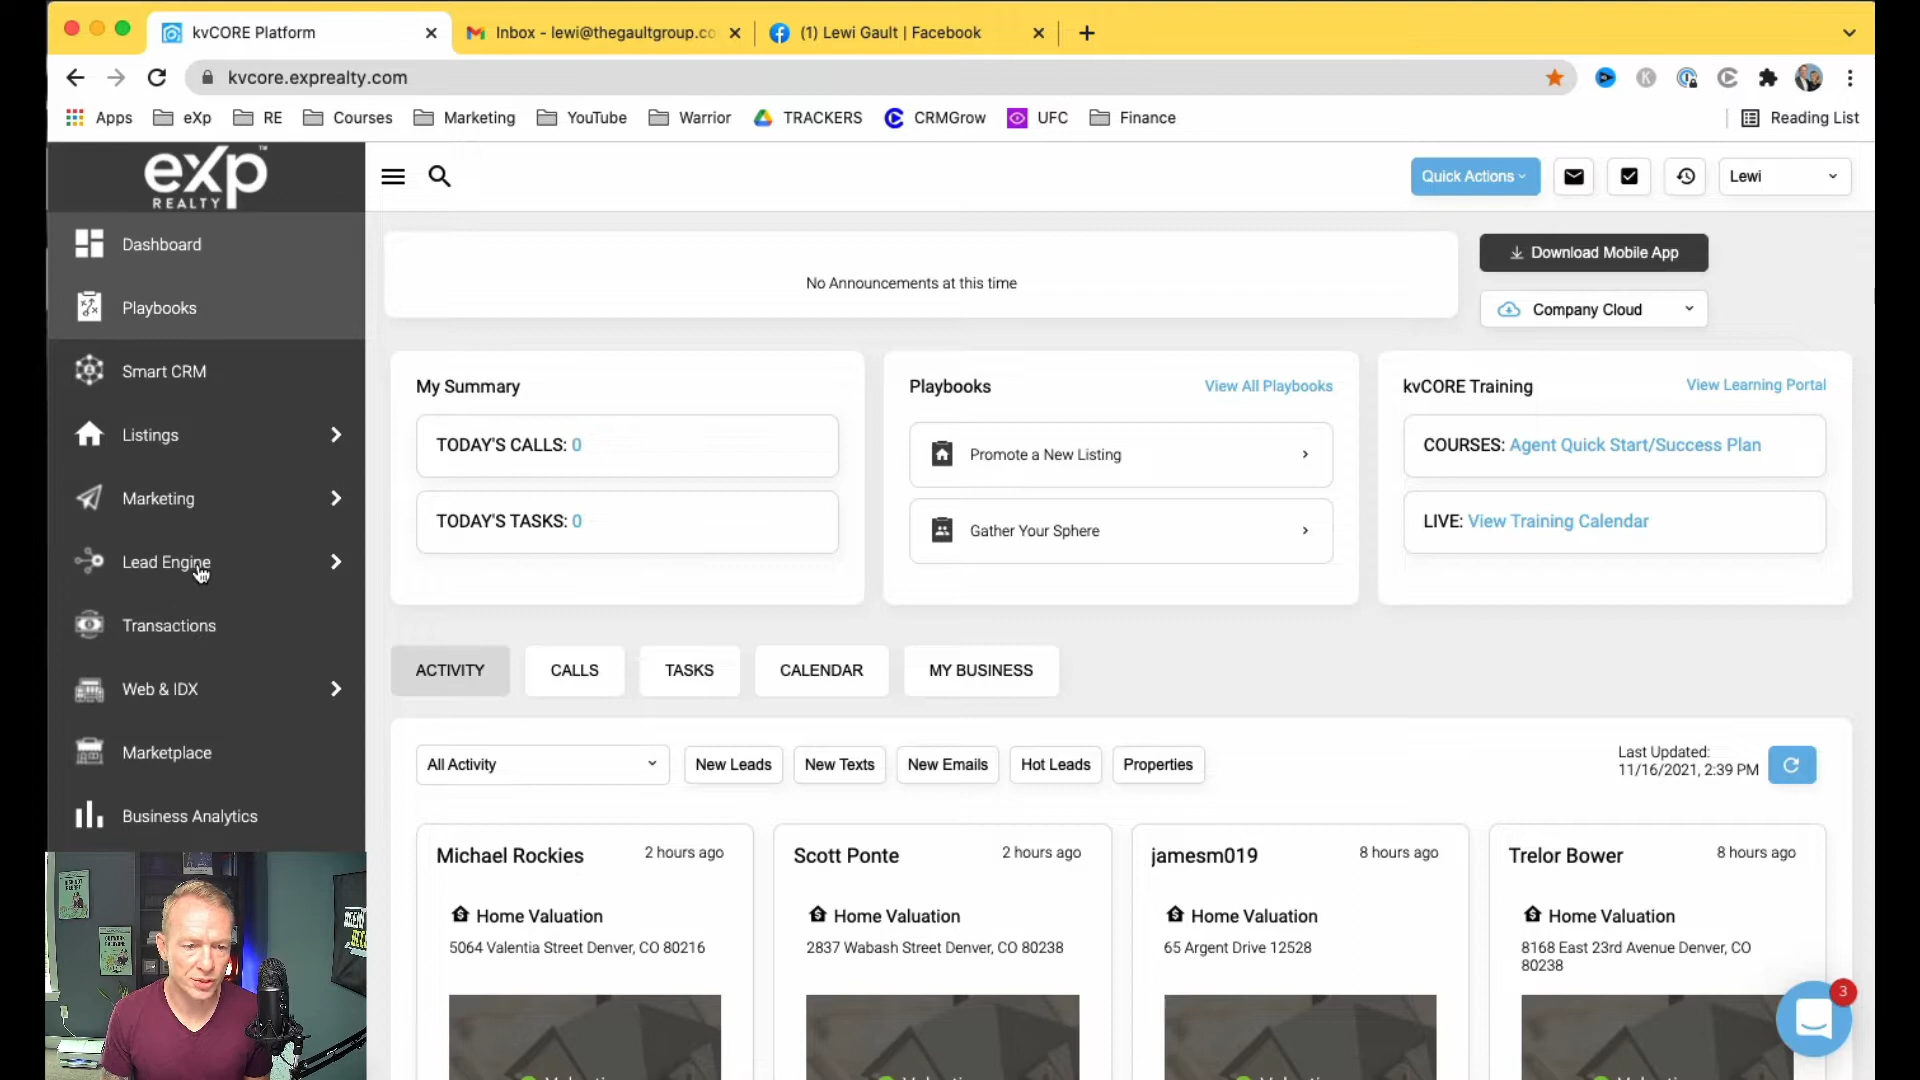 kvCORE Platform
Inbox - lewi@thegaultgroup.co
(1) Lewi Gault | Facebook
kvcore.exprealty.com
Apps
eXp
RE
Courses
Marketing
YouTube
Warrior
TRACKERS
CRMGrow
UFC
Finance
Reading List
eXp™
REALTY
Quick Actions
Lewi
Dashboard
Playbooks
Smart CRM
Listings
Marketing
Lead Engine
Transactions
Web & IDX
Marketplace
Business Analytics
No Announcements at this time
Download Mobile App
Company Cloud
My Summary
TODAY'S CALLS: 0
TODAY'S TASKS: 0
Playbooks
View All Playbooks
Promote a New Listing
Gather Your Sphere
kvCORE Training
View Learning Portal
COURSES: Agent Quick Start/Success Plan
LIVE: View Training Calendar
ACTIVITY
CALLS
TASKS
CALENDAR
MY BUSINESS
All Activity
New Leads
New Texts
New Emails
Hot Leads
Properties
Last Updated:
11/16/2021, 2:39 PM
Michael Rockies
2 hours ago
Home Valuation
5064 Valentia Street Denver, CO 80216
Scott Ponte
2 hours ago
Home Valuation
2837 Wabash Street Denver, CO 80238
jamesm019
8 hours ago
Home Valuation
65 Argent Drive 12528
Trelor Bower
8 hours ago
Home Valuation
8168 East 23rd Avenue Denver, CO
80238
3